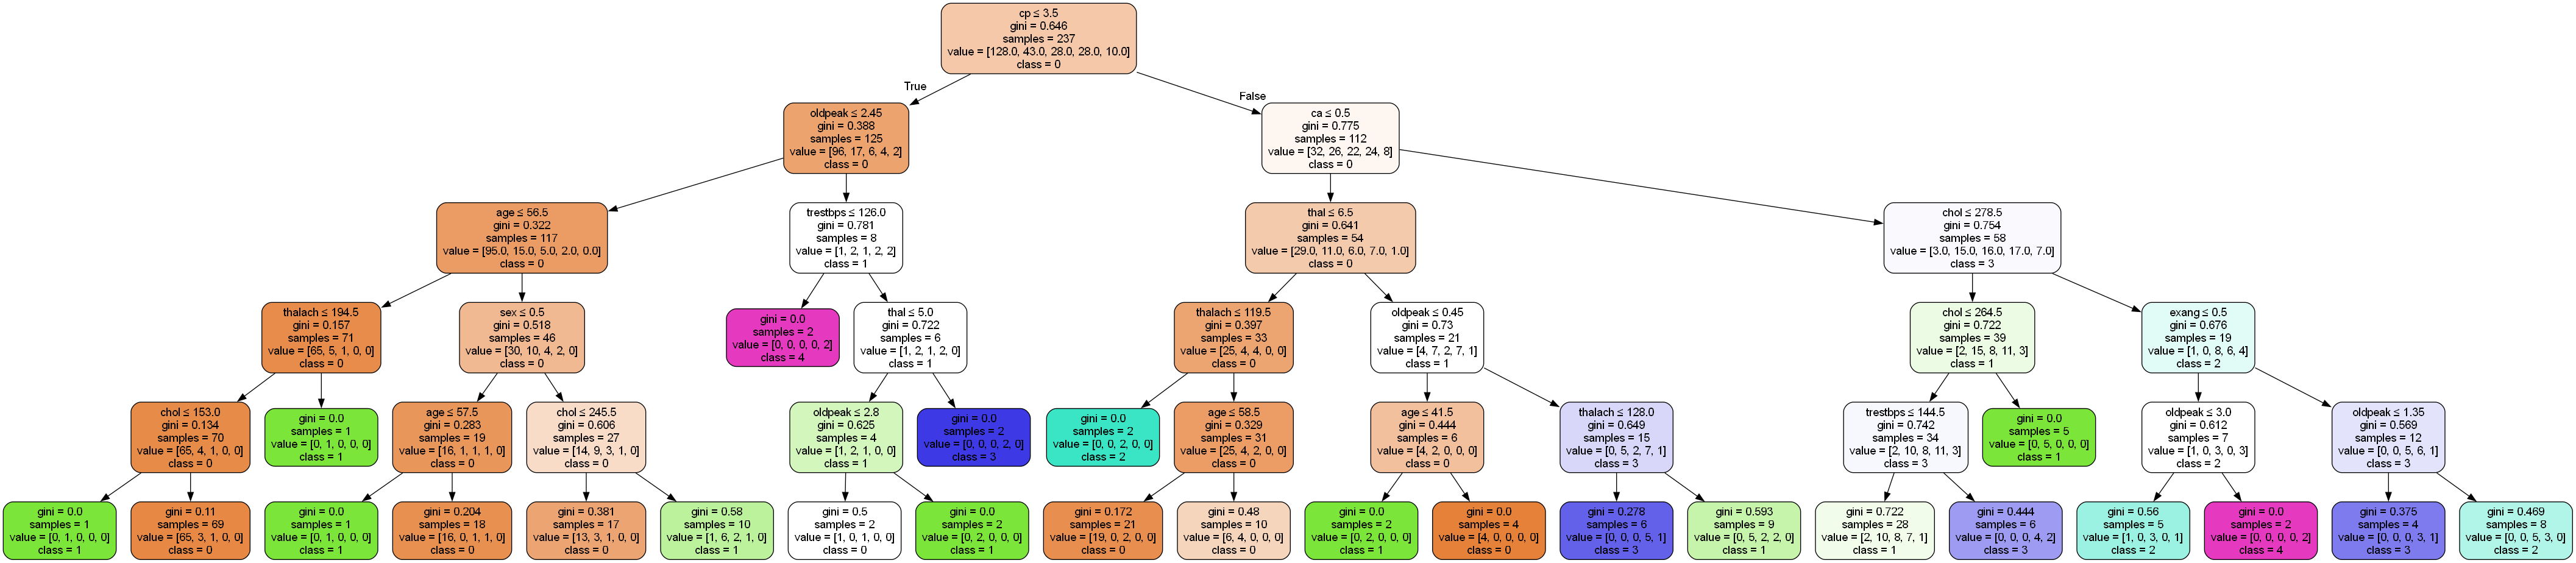 cp ≤ 3.5
gini = 0.646
samples = 237
value = [128.0, 43.0, 28.0, 28.0, 10.0]
class = 0
True
False
oldpeak ≤ 2.45
gini = 0.388
samples = 125
value = [96, 17, 6, 4, 2]
class = 0
ca ≤ 0.5
gini = 0.775
samples = 112
value = [32, 26, 22, 24, 8]
class = 0
age ≤ 56.5
gini = 0.322
samples = 117
value = [95.0, 15.0, 5.0, 2.0, 0.0]
class = 0
trestbps ≤ 126.0
gini = 0.781
samples = 8
value = [1, 2, 1, 2, 2]
class = 1
thal ≤ 6.5
gini = 0.641
samples = 54
value = [29.0, 11.0, 6.0, 7.0, 1.0]
class = 0
chol ≤ 278.5
gini = 0.754
samples = 58
value = [3.0, 15.0, 16.0, 17.0, 7.0]
class = 3
thalach ≤ 194.5
gini = 0.157
samples = 71
value = [65, 5, 1, 0, 0]
class = 0
sex ≤ 0.5
gini = 0.518
samples = 46
value = [30, 10, 4, 2, 0]
class = 0
gini = 0.0
samples = 2
value = [0, 0, 0, 0, 2]
class = 4
thal ≤ 5.0
gini = 0.722
samples = 6
value = [1, 2, 1, 2, 0]
class = 1
thalach ≤ 119.5
gini = 0.397
samples = 33
value = [25, 4, 4, 0, 0]
class = 0
oldpeak ≤ 0.45
gini = 0.73
samples = 21
value = [4, 7, 2, 7, 1]
class = 1
chol ≤ 264.5
gini = 0.722
samples = 39
value = [2, 15, 8, 11, 3]
class = 1
exang ≤ 0.5
gini = 0.676
samples = 19
value = [1, 0, 8, 6, 4]
class = 2
chol ≤ 153.0
gini = 0.134
samples = 70
value = [65, 4, 1, 0, 0]
class = 0
gini = 0.0
samples = 1
value = [0, 1, 0, 0, 0]
class = 1
age ≤ 57.5
gini = 0.283
samples = 19
value = [16, 1, 1, 1, 0]
class = 0
chol ≤ 245.5
gini = 0.606
samples = 27
value = [14, 9, 3, 1, 0]
class = 0
oldpeak ≤ 2.8
gini = 0.625
samples = 4
value = [1, 2, 1, 0, 0]
class = 1
gini = 0.0
samples = 2
value = [0, 0, 0, 2, 0]
class = 3
gini = 0.0
samples = 2
value = [0, 0, 2, 0, 0]
class = 2
age ≤ 58.5
gini = 0.329
samples = 31
value = [25, 4, 2, 0, 0]
class = 0
age ≤ 41.5
gini = 0.444
samples = 6
value = [4, 2, 0, 0, 0]
class = 0
thalach ≤ 128.0
gini = 0.649
samples = 15
value = [0, 5, 2, 7, 1]
class = 3
trestbps ≤ 144.5
gini = 0.742
samples = 34
value = [2, 10, 8, 11, 3]
class = 3
gini = 0.0
samples = 5
value = [0, 5, 0, 0, 0]
class = 1
oldpeak ≤ 3.0
gini = 0.612
samples = 7
value = [1, 0, 3, 0, 3]
class = 2
oldpeak ≤ 1.35
gini = 0.569
samples = 12
value = [0, 0, 5, 6, 1]
class = 3
gini = 0.0
samples = 1
value = [0, 1, 0, 0, 0]
class = 1
gini = 0.11
samples = 69
value = [65, 3, 1, 0, 0]
class = 0
gini = 0.0
samples = 1
value = [0, 1, 0, 0, 0]
class = 1
gini = 0.204
samples = 18
value = [16, 0, 1, 1, 0]
class = 0
gini = 0.381
samples = 17
value = [13, 3, 1, 0, 0]
class = 0
gini = 0.58
samples = 10
value = [1, 6, 2, 1, 0]
class = 1
gini = 0.5
samples = 2
value = [1, 0, 1, 0, 0]
class = 0
gini = 0.0
samples = 2
value = [0, 2, 0, 0, 0]
class = 1
gini = 0.172
samples = 21
value = [19, 0, 2, 0, 0]
class = 0
gini = 0.48
samples = 10
value = [6, 4, 0, 0, 0]
class = 0
gini = 0.0
samples = 2
value = [0, 2, 0, 0, 0]
class = 1
gini = 0.0
samples = 4
value = [4, 0, 0, 0, 0]
class = 0
gini = 0.278
samples = 6
value = [0, 0, 0, 5, 1]
class = 3
gini = 0.593
samples = 9
value = [0, 5, 2, 2, 0]
class = 1
gini = 0.722
samples = 28
value = [2, 10, 8, 7, 1]
class = 1
gini = 0.444
samples = 6
value = [0, 0, 0, 4, 2]
class = 3
gini = 0.56
samples = 5
value = [1, 0, 3, 0, 1]
class = 2
gini = 0.0
samples = 2
value = [0, 0, 0, 0, 2]
class = 4
gini = 0.375
samples = 4
value = [0, 0, 0, 3, 1]
class = 3
gini = 0.469
samples = 8
value = [0, 0, 5, 3, 0]
class = 2